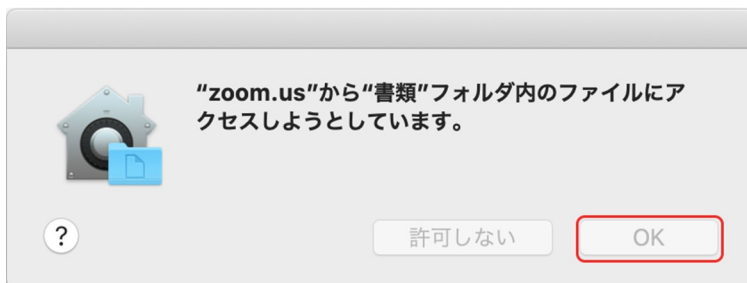 “zoom.us”から“書類”フォルダ内のファイルにア
クセスしようとしています。
?
許可しない
OK